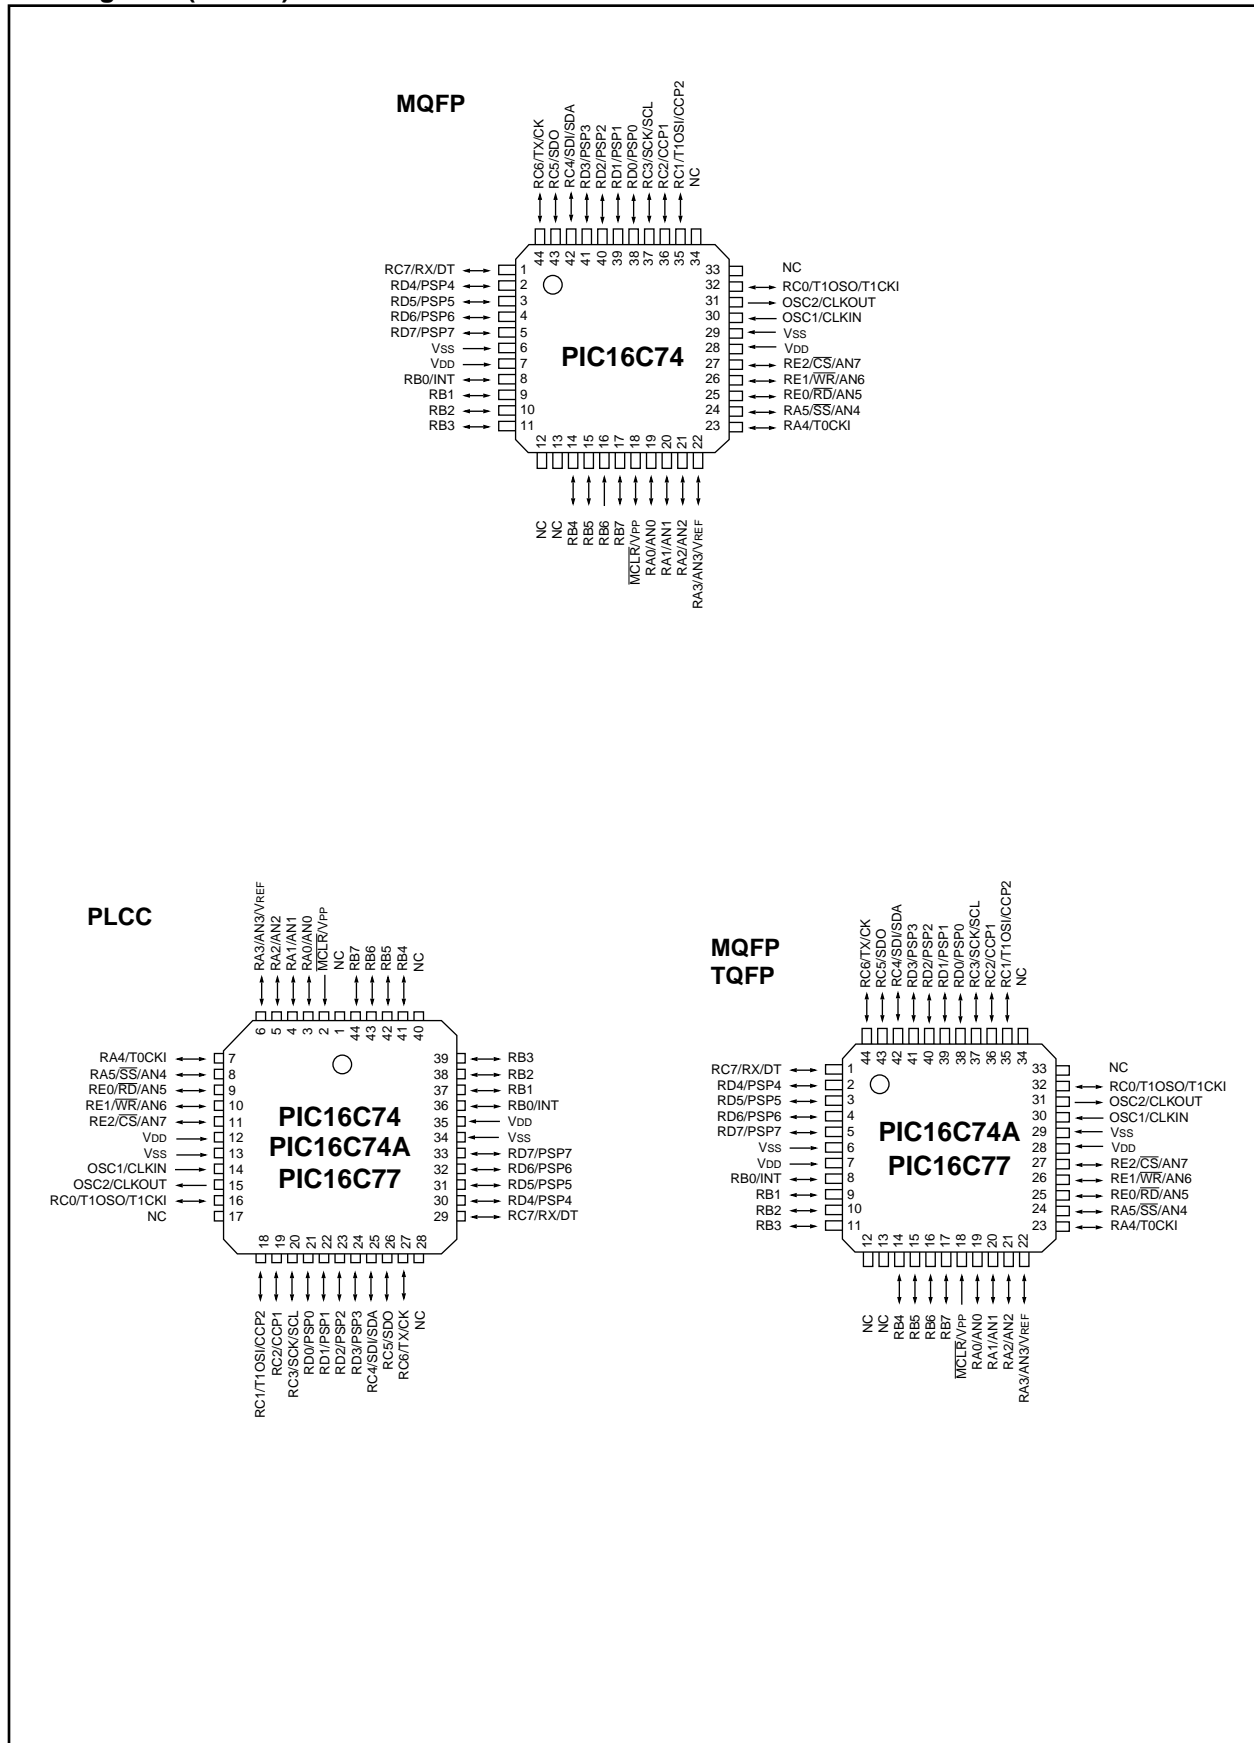 MQFP
RC6/TX/CK
RC5/SDO
RC4/SDI/SDA
RD3/PSP3
RD2/PSP2
RD1/PSP1
RD0/PSP0
RC3/SCK/SCL
RC2/CCP1
RC1/T1OSI/CCP2
NC
44 43 42 41 40 39 38 37 36 35 34
RC7/RX/DT 1
RD4/PSP4 2
RD5/PSP5 3
RD6/PSP6 4
RD7/PSP7 5
VSS 6
VDD 7
RB0/INT 8
RB1 9
RB2 10
RB3 11
PIC16C74
33 NC
32 RC0/T1OSO/T1CKI
31 OSC2/CLKOUT
30 OSC1/CLKIN
29 VSS
28 VDD
27 RE2/CS/AN7
26 RE1/WR/AN6
25 RE0/RD/AN5
24 RA5/SS/AN4
23 RA4/T0CKI
12 13 14 15 16 17 18 19 20 21 22
NC
NC
RB4
RB5
RB6
RB7
MCLR/VPP
RA0/AN0
RA1/AN1
RA2/AN2
RA3/AN3/VREF
PLCC
RA3/AN3/VREF
RA2/AN2
RA1/AN1
RA0/AN0
MCLR/VPP
NC
RB7
RB6
RB5
RB4
NC
6 5 4 3 2 1 44 43 42 41 40
RA4/T0CKI 7
RA5/SS/AN4 8
RE0/RD/AN5 9
RE1/WR/AN6 10
RE2/CS/AN7 11
VDD 12
VSS 13
OSC1/CLKIN 14
OSC2/CLKOUT 15
RC0/T1OSO/T1CKI 16
NC 17
PIC16C74
PIC16C74A
PIC16C77
39 RB3
38 RB2
37 RB1
36 RB0/INT
35 VDD
34 VSS
33 RD7/PSP7
32 RD6/PSP6
31 RD5/PSP5
30 RD4/PSP4
29 RC7/RX/DT
18 19 20 21 22 23 24 25 26 27 28
RC1/T1OSI/CCP2
RC2/CCP1
RC3/SCK/SCL
RD0/PSP0
RD1/PSP1
RD2/PSP2
RD3/PSP3
RC4/SDI/SDA
RC5/SDO
RC6/TX/CK
NC
MQFP
TQFP
RC6/TX/CK
RC5/SDO
RC4/SDI/SDA
RD3/PSP3
RD2/PSP2
RD1/PSP1
RD0/PSP0
RC3/SCK/SCL
RC2/CCP1
RC1/T1OSI/CCP2
NC
44 43 42 41 40 39 38 37 36 35 34
RC7/RX/DT 1
RD4/PSP4 2
RD5/PSP5 3
RD6/PSP6 4
RD7/PSP7 5
VSS 6
VDD 7
RB0/INT 8
RB1 9
RB2 10
RB3 11
PIC16C74A
PIC16C77
33 NC
32 RC0/T1OSO/T1CKI
31 OSC2/CLKOUT
30 OSC1/CLKIN
29 VSS
28 VDD
27 RE2/CS/AN7
26 RE1/WR/AN6
25 RE0/RD/AN5
24 RA5/SS/AN4
23 RA4/T0CKI
12 13 14 15 16 17 18 19 20 21 22
NC
NC
RB4
RB5
RB6
RB7
MCLR/VPP
RA0/AN0
RA1/AN1
RA2/AN2
RA3/AN3/VREF